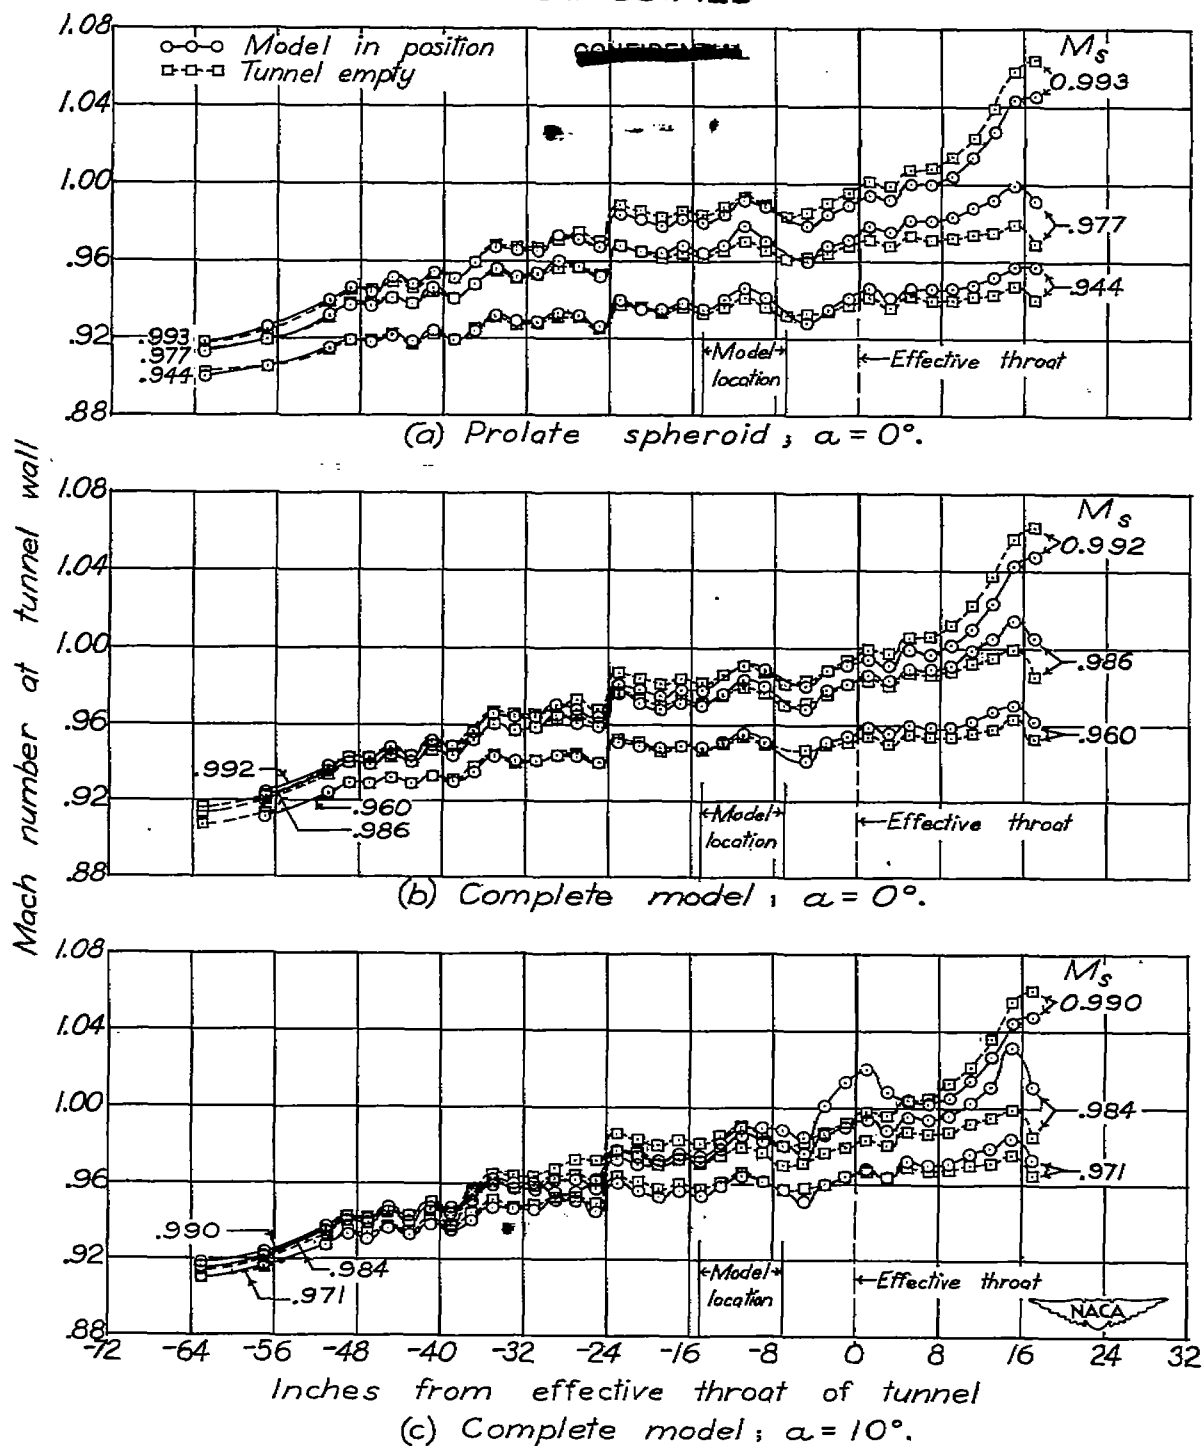 1.08
Model in position
Tunnel empty
CONFIDENTIAL
Ms
0.993
1.04
1.00
.977
.96
.944
.993
.92
.977
.944
Model location
Effective throat
.88
(a) Prolate spheroid; α = 0°.
Mach number at tunnel wall
1.08
Ms
0.992
1.04
1.00
.986
.96
.960
.992
.92
.960
.986
Model location
Effective throat
.88
(b) Complete model; α = 0°.
1.08
Ms
0.990
1.04
1.00
.984
.96
.971
.990
.92
.984
.971
Model location
Effective throat
NACA
.88
-72 -64 -56 -48 -40 -32 -24 -16 -8 0 8 16 24 32
Inches from effective throat of tunnel
(c) Complete model; α = 10°.